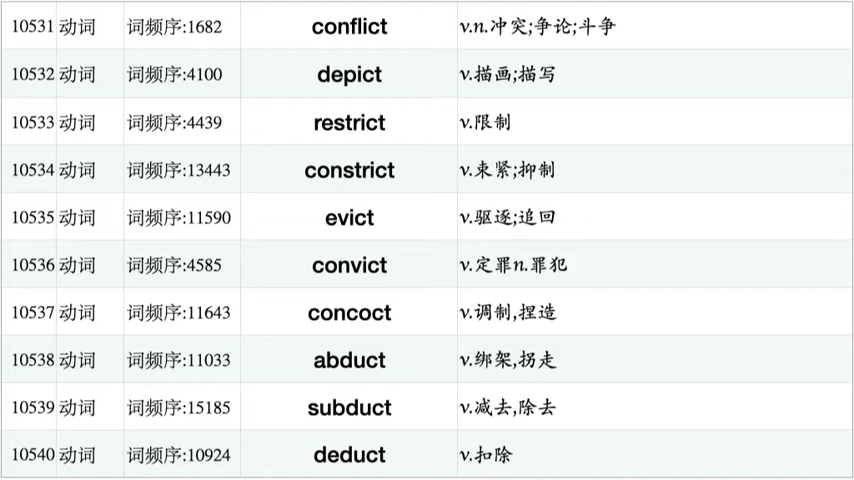 10531 动词 词频序:1682 conflict v.n.冲突;争论;斗争
10532 动词 词频序:4100 depict v.描画;描写
10533 动词 词频序:4439 restrict v.限制
10534 动词 词频序:13443 constrict v.束紧;抑制
10535 动词 词频序:11590 evict v.驱逐;追回
10536 动词 词频序:4585 convict v.定罪n.罪犯
10537 动词 词频序:11643 concoct v.调制,捏造
10538 动词 词频序:11033 abduct v.绑架,拐走
10539 动词 词频序:15185 subduct v.减去,除去
10540 动词 词频序:10924 deduct v.扣除